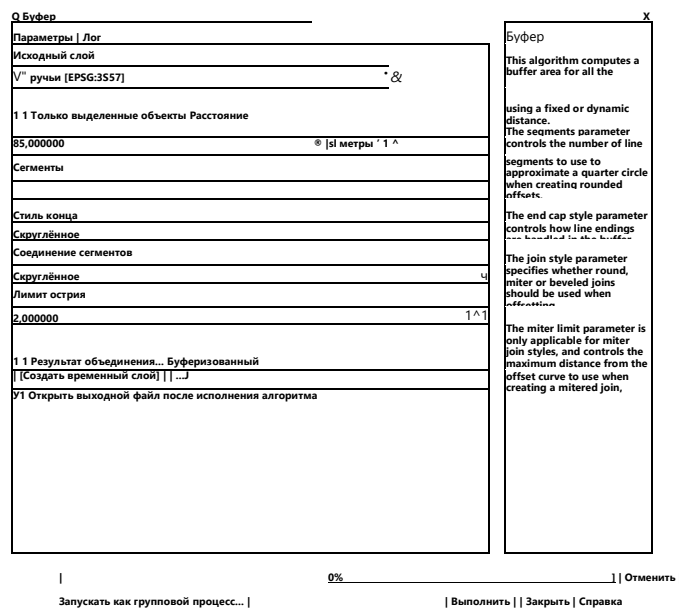 Q Буфер
X
Параметры | Лог
Исходный слой
V" ручьи [EPSG:3S57] • &
1 1 Только выделенные объекты Расстояние
85,000000 ® |sl метры ‘ 1 ^
Сегменты
Стиль конца
Скруглённое
Соединение сегментов
Скруглённое ч
Лимит острия
2,000000 1^1
1 1 Результат объединения... Буферизованный
| [Создать временный слой] | | ...J
У1 Открыть выходной файл после исполнения алгоритма
Буфер
This algorithm computes a
buffer area for all the
using a fixed or dynamic
distance.
The segments parameter
controls the number of line
segments to use to
approximate a quarter circle
when creating rounded
offsets.
The end cap style parameter
controls how line endings
are handled in the buffer
The join style parameter
specifies whether round,
miter or beveled joins
should be used when
offsetting
The miter limit parameter is
only applicable for miter
join styles, and controls the
maximum distance from the
offset curve to use when
creating a mitered join,
| 0% ] | Отменить
Запускать как групповой процесс... | | Выполнить | | Закрыть | Справка